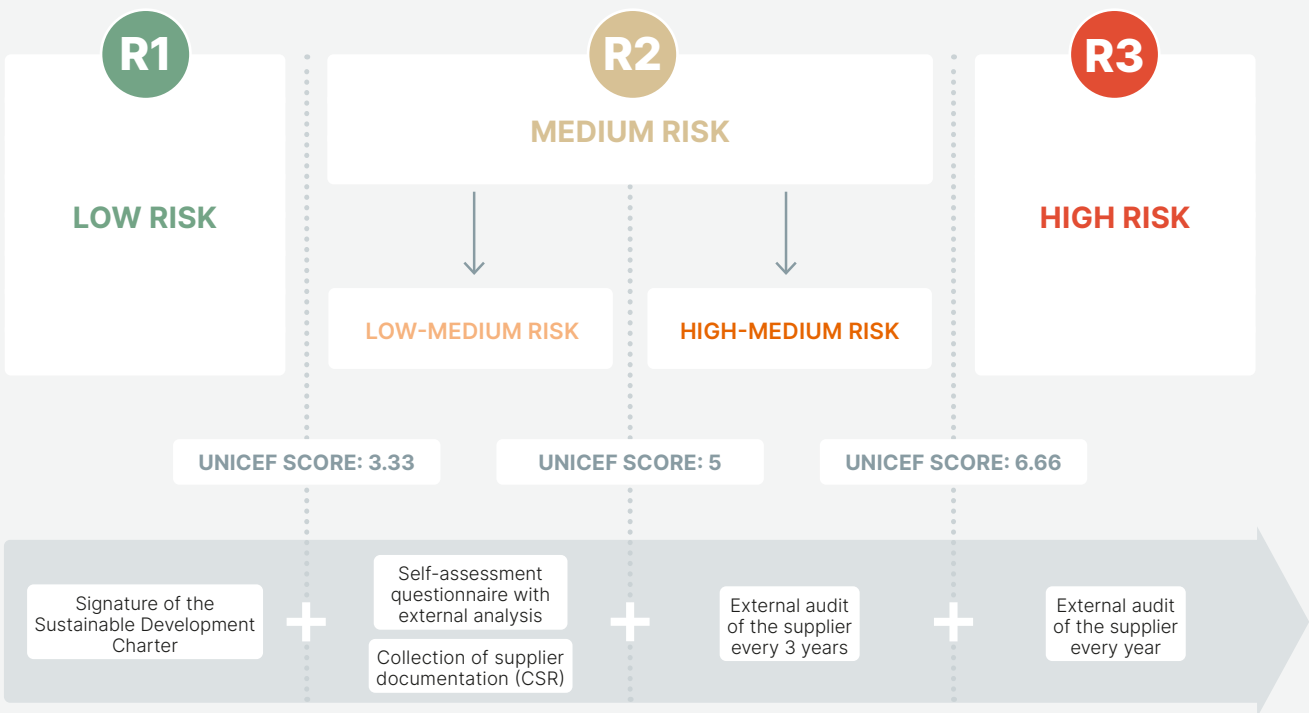 R1
R2
R3
LOW RISK
MEDIUM RISK
HIGH RISK
LOW-MEDIUM RISK
HIGH-MEDIUM RISK
UNICEF SCORE: 3.33
UNICEF SCORE: 5
UNICEF SCORE: 6.66
Signature of the
Sustainable Development
Charter
+
Self-assessment
questionnaire with
external analysis
Collection of supplier
documentation (CSR)
+
External audit
of the supplier
every 3 years
+
External audit
of the supplier
every year